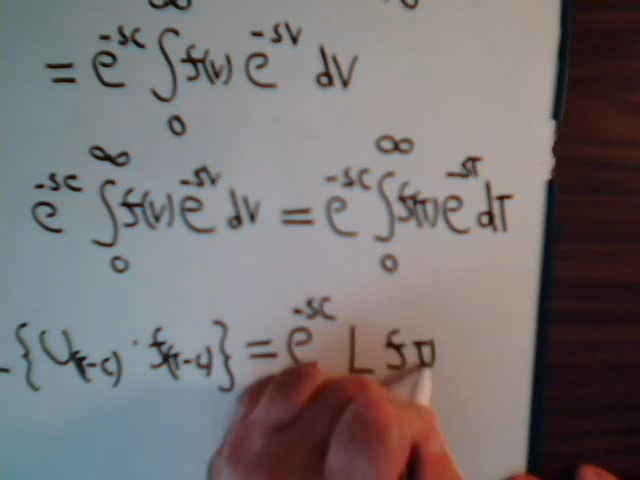 = e^{-sc} ∫_0 f(v) e^{-sv} dv
e^{-sc} ∫_0^∞ f(v) e^{-sv} dv = e^{-sc} ∫_0^∞ f(T) e^{-sT} dT
{U(T-c) · f(T-c)} = e^{-sc} L f